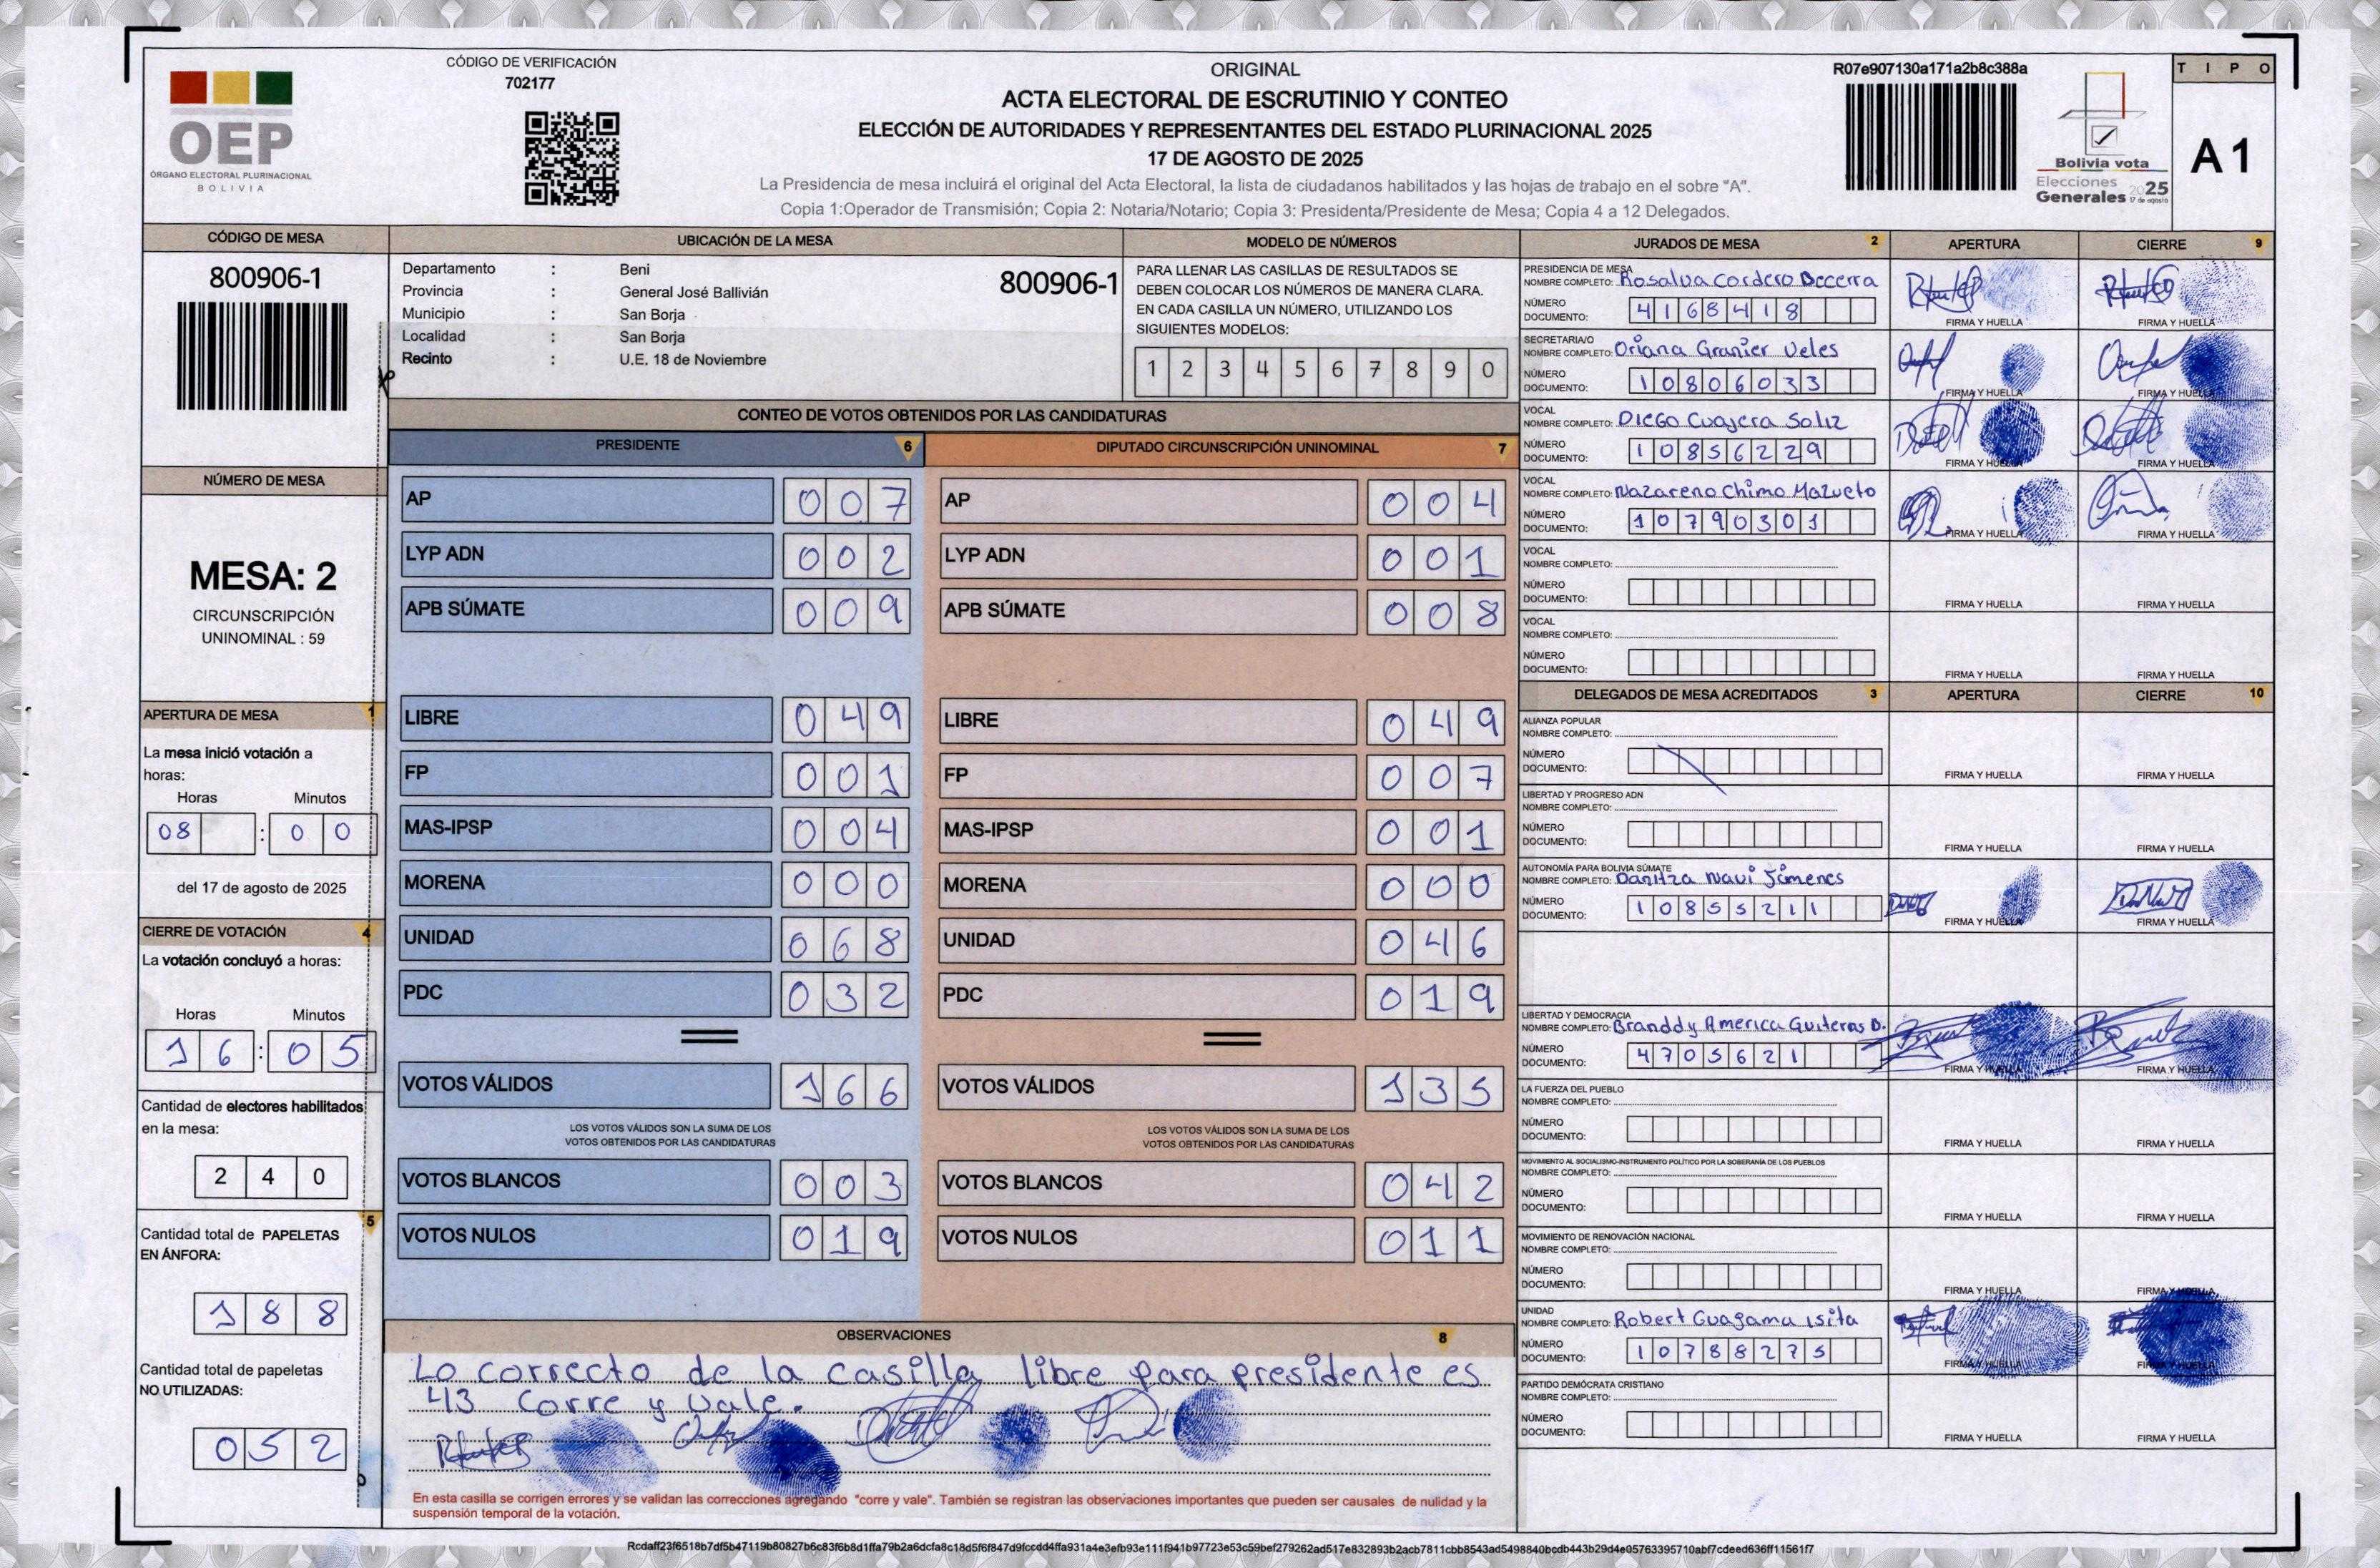 CÓDIGO DE VERIFICACIÓN
702177
OEP
ÓRGANO ELECTORAL PLURINACIONAL
BOLIVIA
ORIGINAL
ACTA ELECTORAL DE ESCRUTINIO Y CONTEO
ELECCIÓN DE AUTORIDADES Y REPRESENTANTES DEL ESTADO PLURINACIONAL 2025
17 DE AGOSTO DE 2025
La Presidencia de mesa incluirá el original del Acta Electoral, la lista de ciudadanos habilitados y las hojas de trabajo en el sobre "A".
Copia 1:Operador de Transmisión; Copia 2: Notaria/Notario; Copia 3: Presidenta/Presidente de Mesa; Copia 4 a 12 Delegados.
R07e907130a171a2b8c388a
Bolivia vota
Elecciones
Generales 2025
17 de agosto
TIPO
A1
CÓDIGO DE MESA
800906-1
NÚMERO DE MESA
MESA: 2
CIRCUNSCRIPCIÓN
UNINOMINAL : 59
APERTURA DE MESA 1
La mesa inició votación a
horas:
Horas Minutos
08 : 00
del 17 de agosto de 2025
CIERRE DE VOTACIÓN 4
La votación concluyó a horas:
Horas Minutos
16 : 05
Cantidad de electores habilitados
en la mesa:
240
5
Cantidad total de PAPELETAS
EN ÁNFORA:
188
Cantidad total de papeletas
NO UTILIZADAS:
052
UBICACIÓN DE LA MESA
Departamento : Beni
800906-1
Provincia : General José Ballivián
Municipio : San Borja
Localidad : San Borja
Recinto : U.E. 18 de Noviembre
MODELO DE NÚMEROS
PARA LLENAR LAS CASILLAS DE RESULTADOS SE
DEBEN COLOCAR LOS NÚMEROS DE MANERA CLARA.
EN CADA CASILLA UN NÚMERO, UTILIZANDO LOS
SIGUIENTES MODELOS:
1 2 3 4 5 6 7 8 9 0
CONTEO DE VOTOS OBTENIDOS POR LAS CANDIDATURAS
PRESIDENTE 6
AP 007
LYP ADN 002
APB SÚMATE 009
LIBRE 049
FP 001
MAS-IPSP 004
MORENA 000
UNIDAD 068
PDC 032
VOTOS VÁLIDOS 166
LOS VOTOS VÁLIDOS SON LA SUMA DE LOS
VOTOS OBTENIDOS POR LAS CANDIDATURAS
VOTOS BLANCOS 003
VOTOS NULOS 019
DIPUTADO CIRCUNSCRIPCIÓN UNINOMINAL 7
AP 004
LYP ADN 001
APB SÚMATE 008
LIBRE 049
FP 007
MAS-IPSP 001
MORENA 000
UNIDAD 046
PDC 019
VOTOS VÁLIDOS 135
LOS VOTOS VÁLIDOS SON LA SUMA DE LOS
VOTOS OBTENIDOS POR LAS CANDIDATURAS
VOTOS BLANCOS 042
VOTOS NULOS 011
OBSERVACIONES 8
Lo correcto de la casilla libre para presidente es
43 Corre y Vale.
En esta casilla se corrigen errores y se validan las correcciones agregando "corre y vale". También se registran las observaciones importantes que pueden ser causales de nulidad y la
suspensión temporal de la votación.
JURADOS DE MESA 2 APERTURA CIERRE 9
PRESIDENCIA DE MESA
NOMBRE COMPLETO: Rosalva Cordero Becerra
NÚMERO
DOCUMENTO: 4168418
FIRMA Y HUELLA FIRMA Y HUELLA
SECRETARIA/O
NOMBRE COMPLETO: Oriana Granier Veles
NÚMERO
DOCUMENTO: 10806033
FIRMA Y HUELLA FIRMA Y HUELLA
VOCAL
NOMBRE COMPLETO: Diego Cuajera Saliz
NÚMERO
DOCUMENTO: 10856229
FIRMA Y HUELLA FIRMA Y HUELLA
VOCAL
NOMBRE COMPLETO: Nazareno Chimo Mazueto
NÚMERO
DOCUMENTO: 10790301
FIRMA Y HUELLA FIRMA Y HUELLA
VOCAL
NOMBRE COMPLETO:
NÚMERO
DOCUMENTO:
FIRMA Y HUELLA FIRMA Y HUELLA
VOCAL
NOMBRE COMPLETO:
NÚMERO
DOCUMENTO:
FIRMA Y HUELLA FIRMA Y HUELLA
DELEGADOS DE MESA ACREDITADOS 3 APERTURA CIERRE 10
ALIANZA POPULAR
NOMBRE COMPLETO:
NÚMERO
DOCUMENTO:
FIRMA Y HUELLA FIRMA Y HUELLA
LIBERTAD Y PROGRESO ADN
NOMBRE COMPLETO:
NÚMERO
DOCUMENTO:
FIRMA Y HUELLA FIRMA Y HUELLA
AUTONOMÍA PARA BOLIVIA SÚMATE
NOMBRE COMPLETO: Danitza Navi Jimenes
NÚMERO
DOCUMENTO: 10855211
FIRMA Y HUELLA FIRMA Y HUELLA
LIBERTAD Y DEMOCRACIA
NOMBRE COMPLETO: Branddy America Guiteras D.
NÚMERO
DOCUMENTO: 4705621
FIRMA Y HUELLA FIRMA Y HUELLA
LA FUERZA DEL PUEBLO
NOMBRE COMPLETO:
NÚMERO
DOCUMENTO:
FIRMA Y HUELLA FIRMA Y HUELLA
MOVIMIENTO AL SOCIALISMO-INSTRUMENTO POLÍTICO POR LA SOBERANÍA DE LOS PUEBLOS
NOMBRE COMPLETO:
NÚMERO
DOCUMENTO:
FIRMA Y HUELLA FIRMA Y HUELLA
MOVIMIENTO DE RENOVACIÓN NACIONAL
NOMBRE COMPLETO:
NÚMERO
DOCUMENTO:
FIRMA Y HUELLA FIRMA Y HUELLA
UNIDAD
NOMBRE COMPLETO: Robert Guagama Isita
NÚMERO
DOCUMENTO: 10788275
FIRMA Y HUELLA FIRMA Y HUELLA
PARTIDO DEMÓCRATA CRISTIANO
NOMBRE COMPLETO:
NÚMERO
DOCUMENTO:
FIRMA Y HUELLA FIRMA Y HUELLA